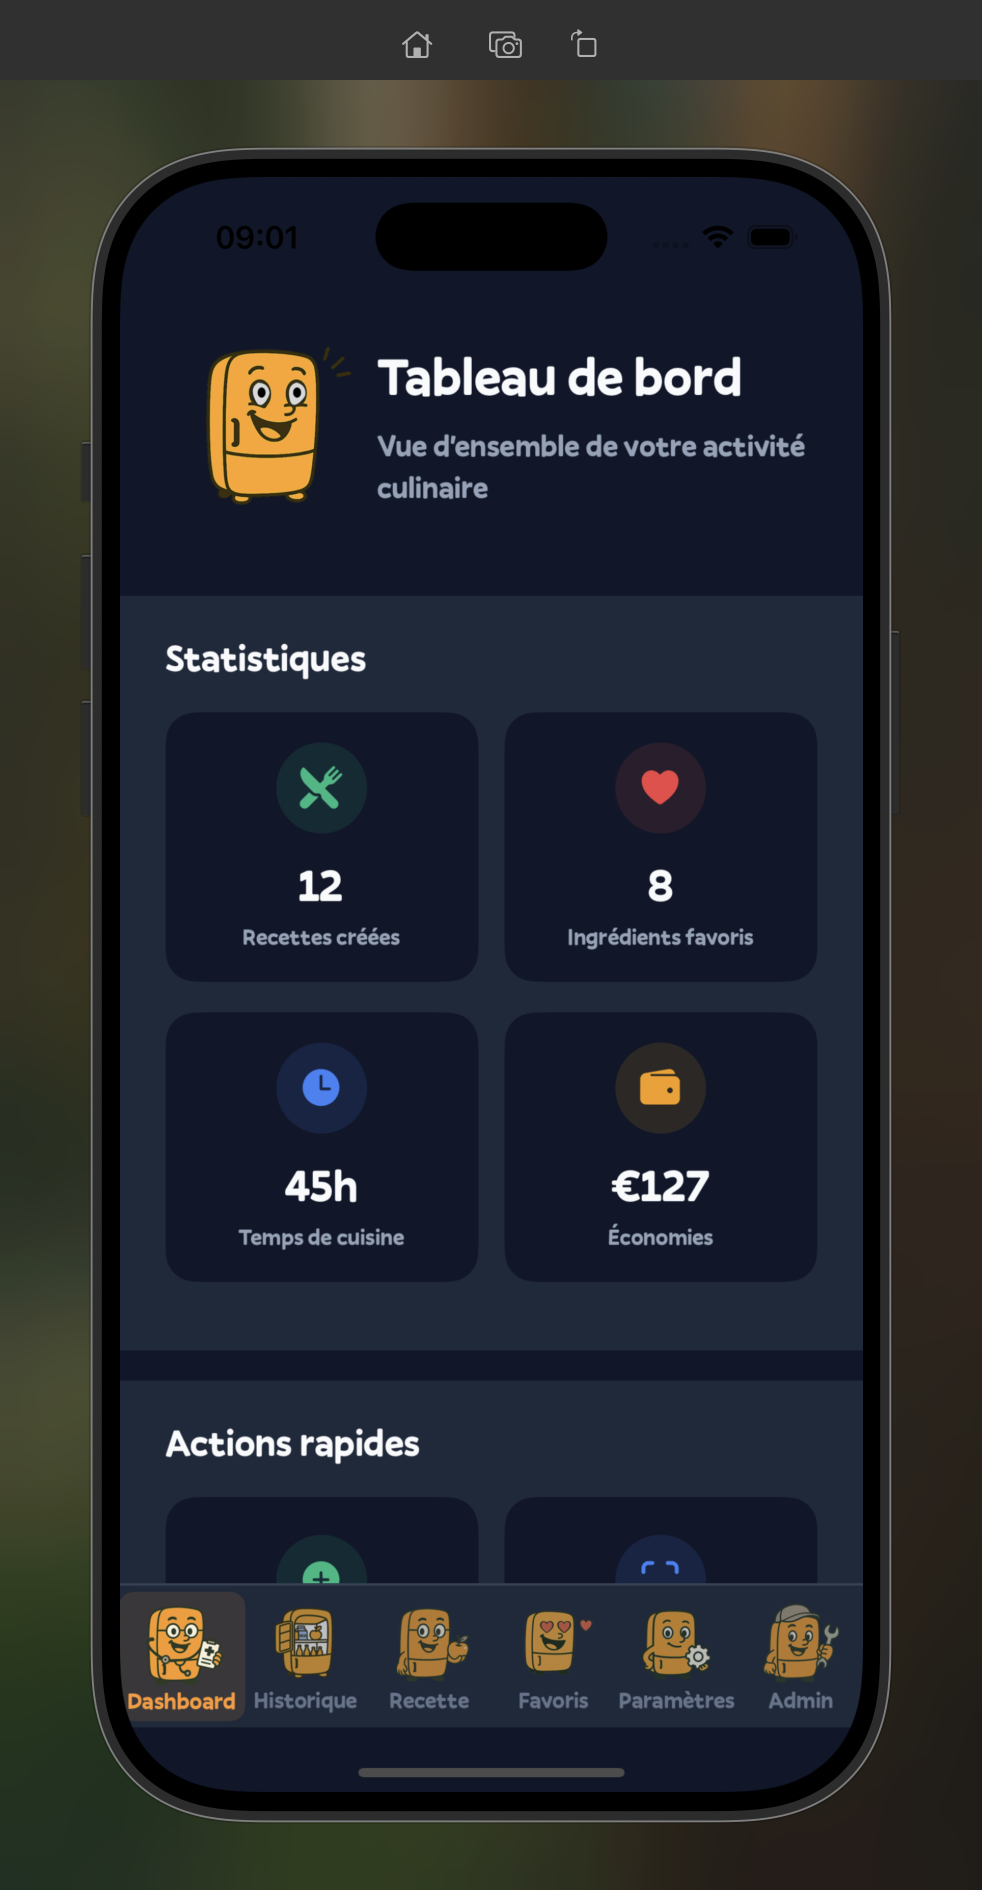 09:01
Tableau de bord
Vue d'ensemble de votre activité
culinaire
Statistiques
12
8
Recettes créées
Ingrédients favoris
45h
€127
Temps de cuisine
Économies
Actions rapides
Dashboard
Historique
Recette
Favoris
Paramètres
Admin